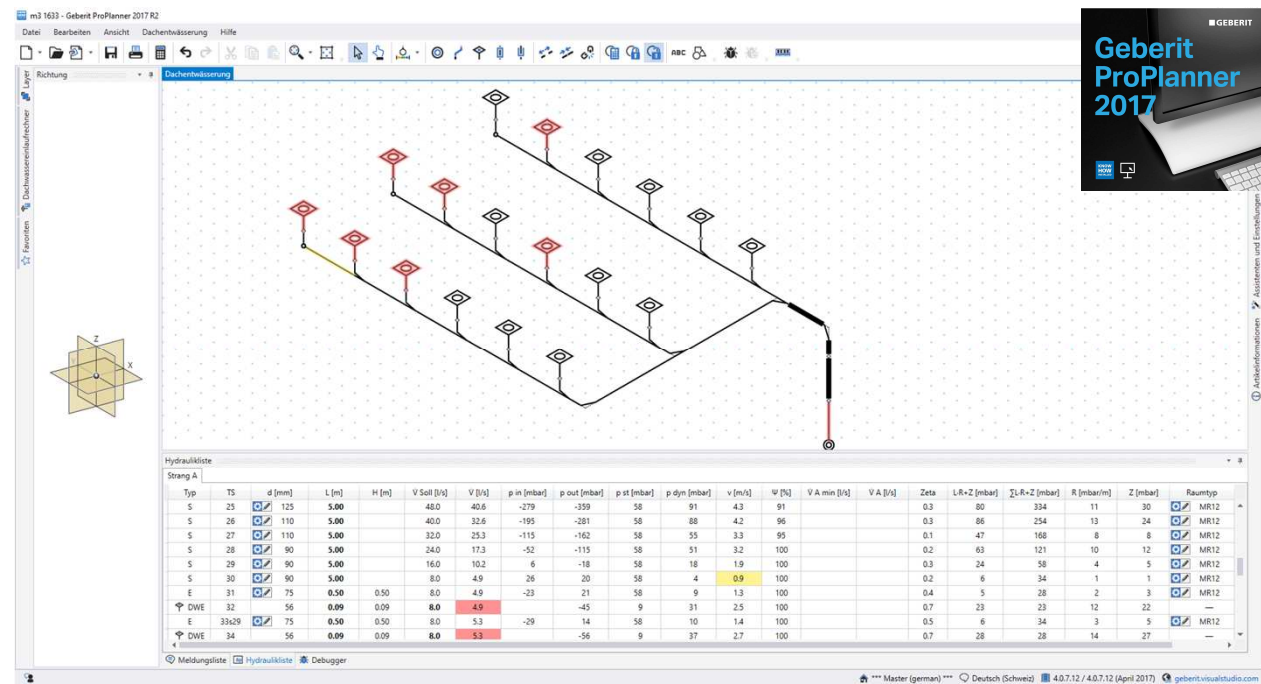 m3 1633 - Geberit ProPlanner 2017 R2
Datei Bearbeiten Ansicht Dachentwässerung Hilfe
ABC
GEBERIT
Geberit
ProPlanner
2017
KNOW
HOW
Layer
Dachwassereinlaufrechner
Favoriten
Richtung
Dachentwässerung
Z
X
Y
Assistenten und Einstellungen
Artikelinformationen
Hydraulikliste
Strang A
Typ TS d [mm] L [m] H [m] V̇ Soll [l/s] V̇ [l/s] p in [mbar] p out [mbar] p st [mbar] p dyn [mbar] v [m/s] Ψ [%] V̇ A min [l/s] V̇ A [l/s] Zeta L·R+Z [mbar] ∑L·R+Z [mbar] R [mbar/m] Z [mbar] Raumtyp
S 25 125 5.00 48.0 40.6 -279 -359 58 91 4.3 91 0.3 80 334 11 30 MR12
S 26 110 5.00 40.0 32.6 -195 -281 58 88 4.2 96 0.3 86 254 13 24 MR12
S 27 110 5.00 32.0 25.3 -115 -162 58 55 3.3 95 0.1 47 168 8 8 MR12
S 28 90 5.00 24.0 17.3 -52 -115 58 51 3.2 100 0.2 63 121 10 12 MR12
S 29 90 5.00 16.0 10.2 6 -18 58 18 1.9 100 0.3 24 58 4 5 MR12
S 30 90 5.00 8.0 4.9 26 20 58 4 0.9 100 0.2 6 34 1 1 MR12
E 31 75 0.50 0.50 8.0 4.9 -23 21 58 9 1.3 100 0.4 5 28 2 3 MR12
DWE 32 56 0.09 0.09 8.0 4.9 -45 9 31 2.5 100 0.7 23 23 12 22 —
E 33≤29 75 0.50 0.50 8.0 5.3 -29 14 58 10 1.4 100 0.5 6 34 3 5 MR12
DWE 34 56 0.09 0.09 8.0 5.3 -56 9 37 2.7 100 0.7 28 28 14 27 —
Meldungsliste Hydraulikliste Debugger
*** Master (german) *** Deutsch (Schweiz) 4.0.7.12 / 4.0.7.12 (April 2017) geberit.visualstudio.com